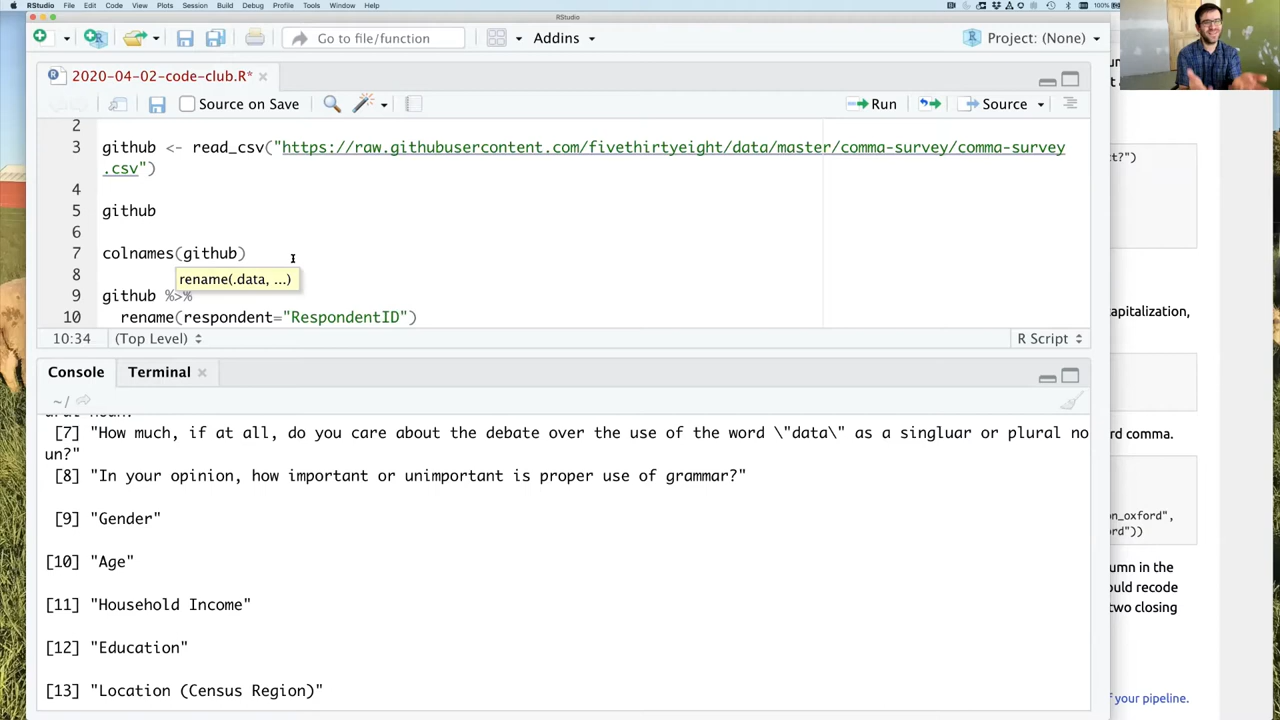 RStudio File Edit Code View Plots Session Build Debug Profile Tools Window Help 100%
RStudio
Go to file/function Addins Project: (None)
2020-04-02-code-club.R*
Source on Save Run Source
2
3 github <- read_csv("https://raw.githubusercontent.com/fivethirtyeight/data/master/comma-survey/comma-survey
.csv")
4
5 github
6
7 colnames(github)
8
rename(.data, ...)
9 github %>%
10 rename(respondent="RespondentID")
10:34 (Top Level) R Script
Console Terminal
~/
[7] "How much, if at all, do you care about the debate over the use of the word \"data\" as a singluar or plural no
un?"
[8] "In your opinion, how important or unimportant is proper use of grammar?"
[9] "Gender"
[10] "Age"
[11] "Household Income"
[12] "Education"
[13] "Location (Census Region)"
ct?")
apitalization,
rd comma.
on_oxford",
rd"))
umn in the
uld recode
two closing
of your pipeline.